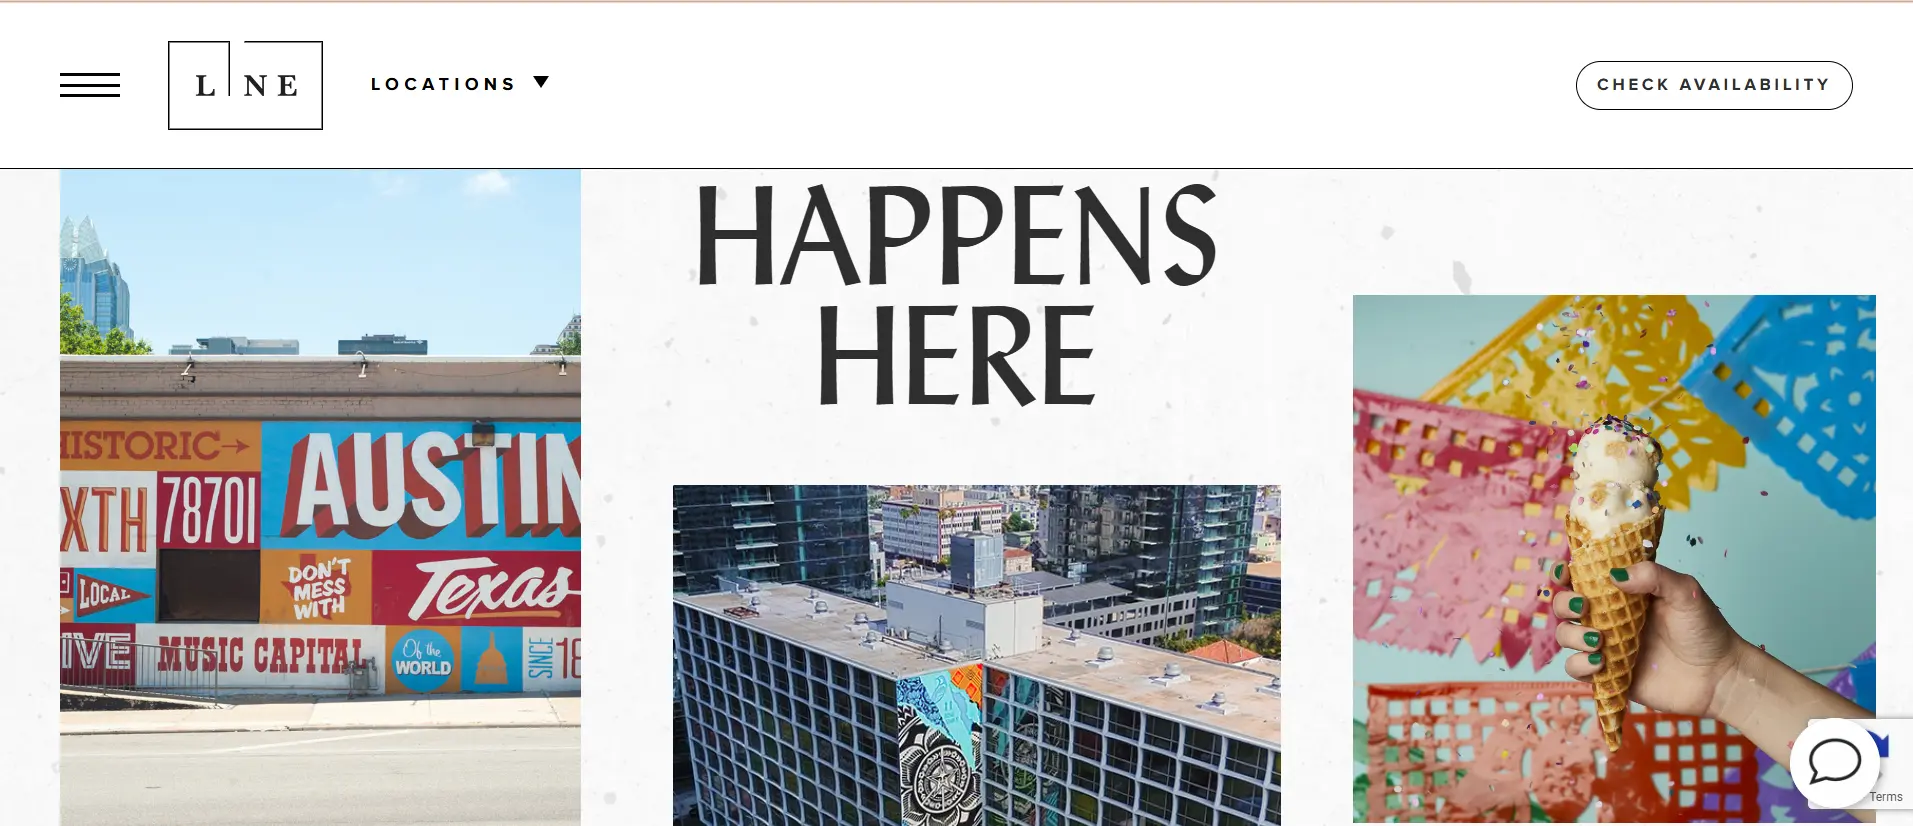 L NE
LOCATIONS
CHECK AVAILABILITY
HAPPENS
HERE
HISTORIC
XTH
78701
AUSTIN
LOCAL
DON'T
MESS
WITH
Texas
IVE
MUSIC CAPITAL
Of the
WORLD
SINCE
18
Terms